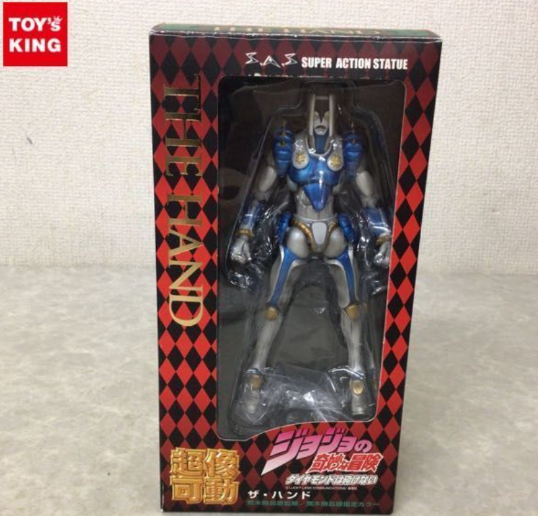 TOY's
KING
SAS SUPER ACTION STATUE
THE HAND
超像
可動
ジョジョの
奇妙な冒険
ダイヤモンドは砕けない
ザ・ハンド